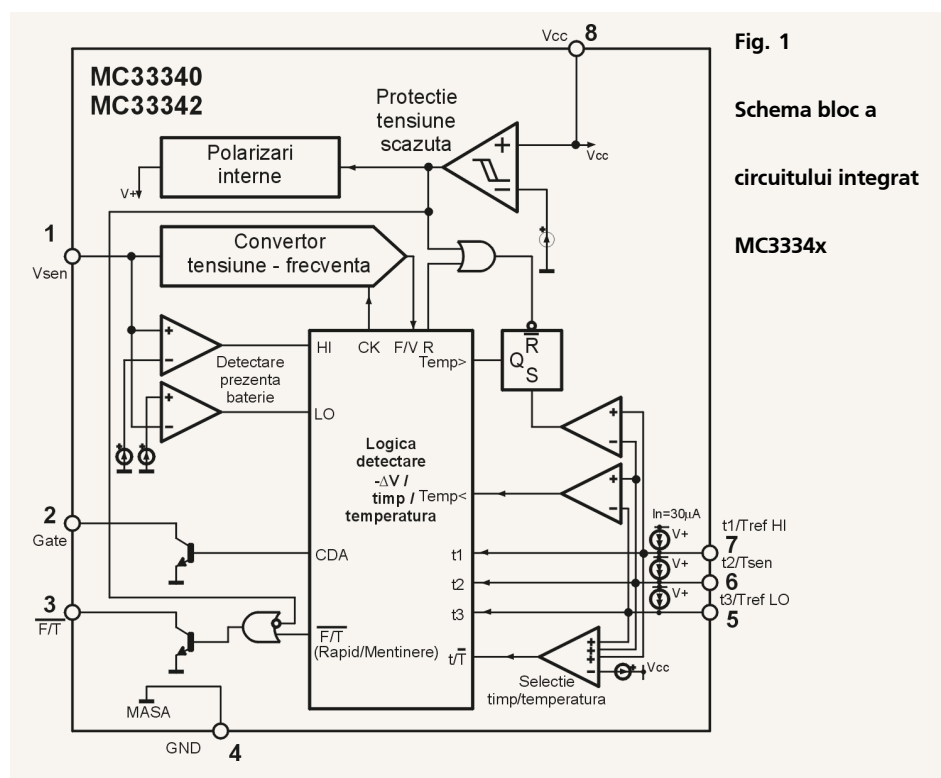 Fig. 1
Schema bloc a
circuitului integrat
MC3334x
Vcc 8
MC33340
MC33342
Protectie
tensiune
scazuta
+
−
Vcc
Polarizari
interne
V+
1
Vsen
Convertor
tensiune - frecventa
+
−
+
−
Detectare
prezenta
baterie
HI
CK
F/V
R
Temp>
LO
R
Q
S
+
−
+
−
Logica
detectare
-ΔV /
timp /
temperatura
Temp<
2
Gate
CDA
In=30µA
V+
V+
V+
t1/Tref HI
7
t2/Tsen
6
t3/Tref LO
5
t1
t2
t3
3
F/T
F/T
(Rapid/Mentinere)
t/T
+
+
+
−
Vcc
Selectie
timp/temperatura
MASA
GND
4